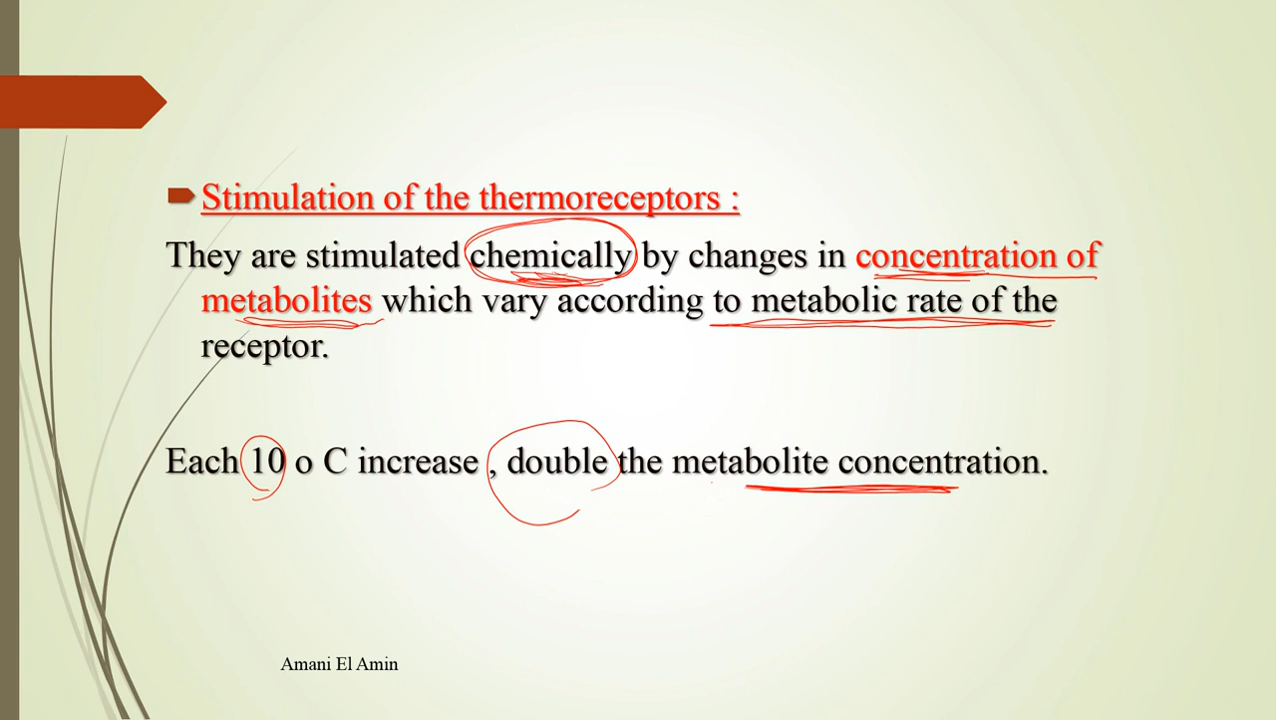 Stimulation of the thermoreceptors :
They are stimulated chemically by changes in concentration of
metabolites which vary according to metabolic rate of the
receptor.
Each 10 o C increase , double the metabolite concentration.
Amani El Amin